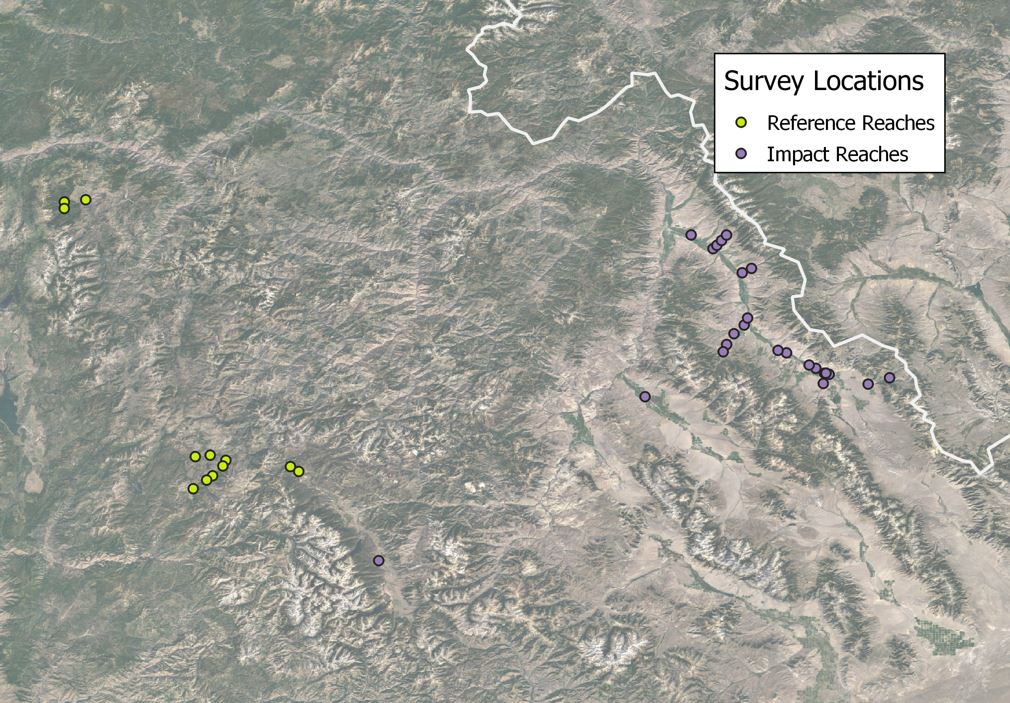 Survey Locations
Reference Reaches
Impact Reaches